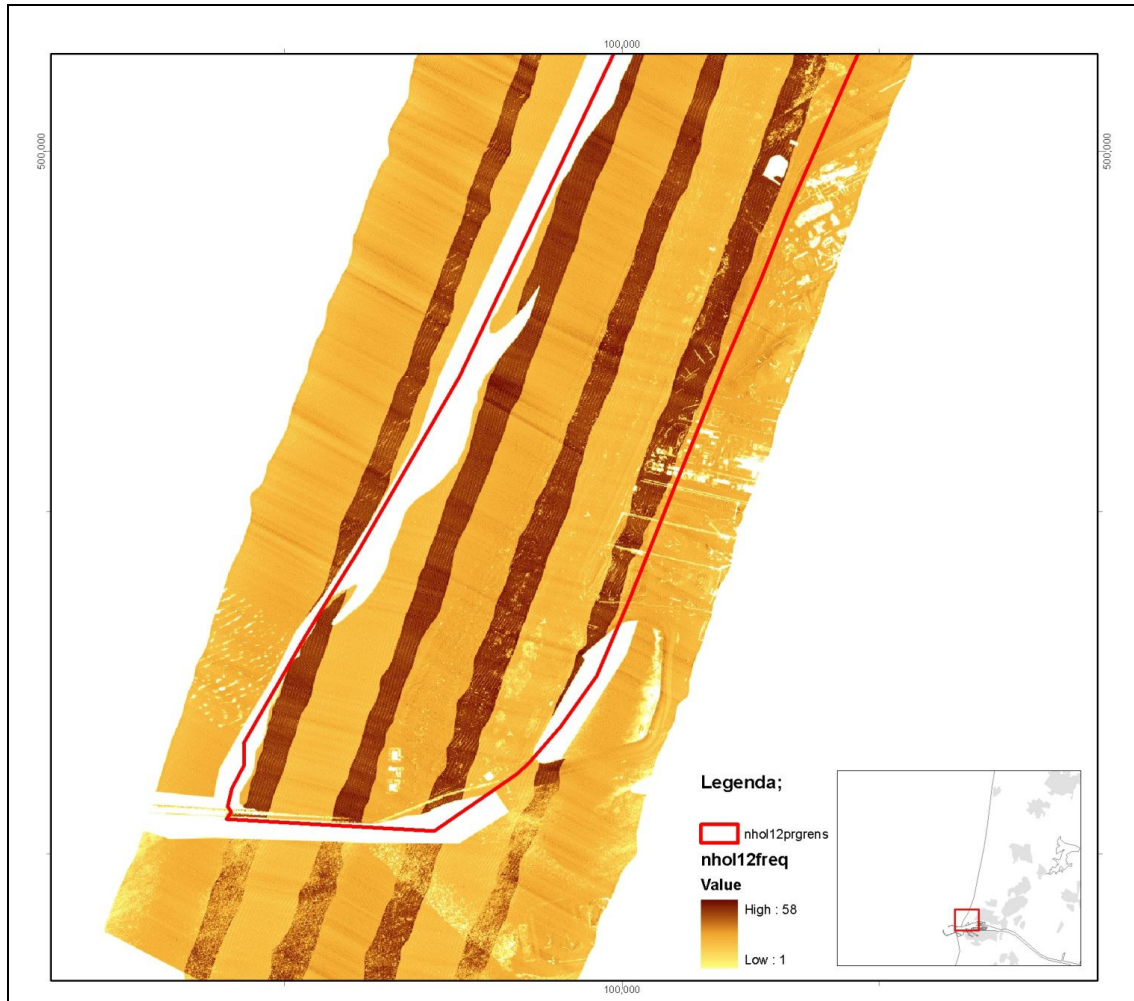 100,000
500,000
500,000
Legenda;
nhol12prgrens
nhol12freq
Value
High : 58
Low : 1
100,000